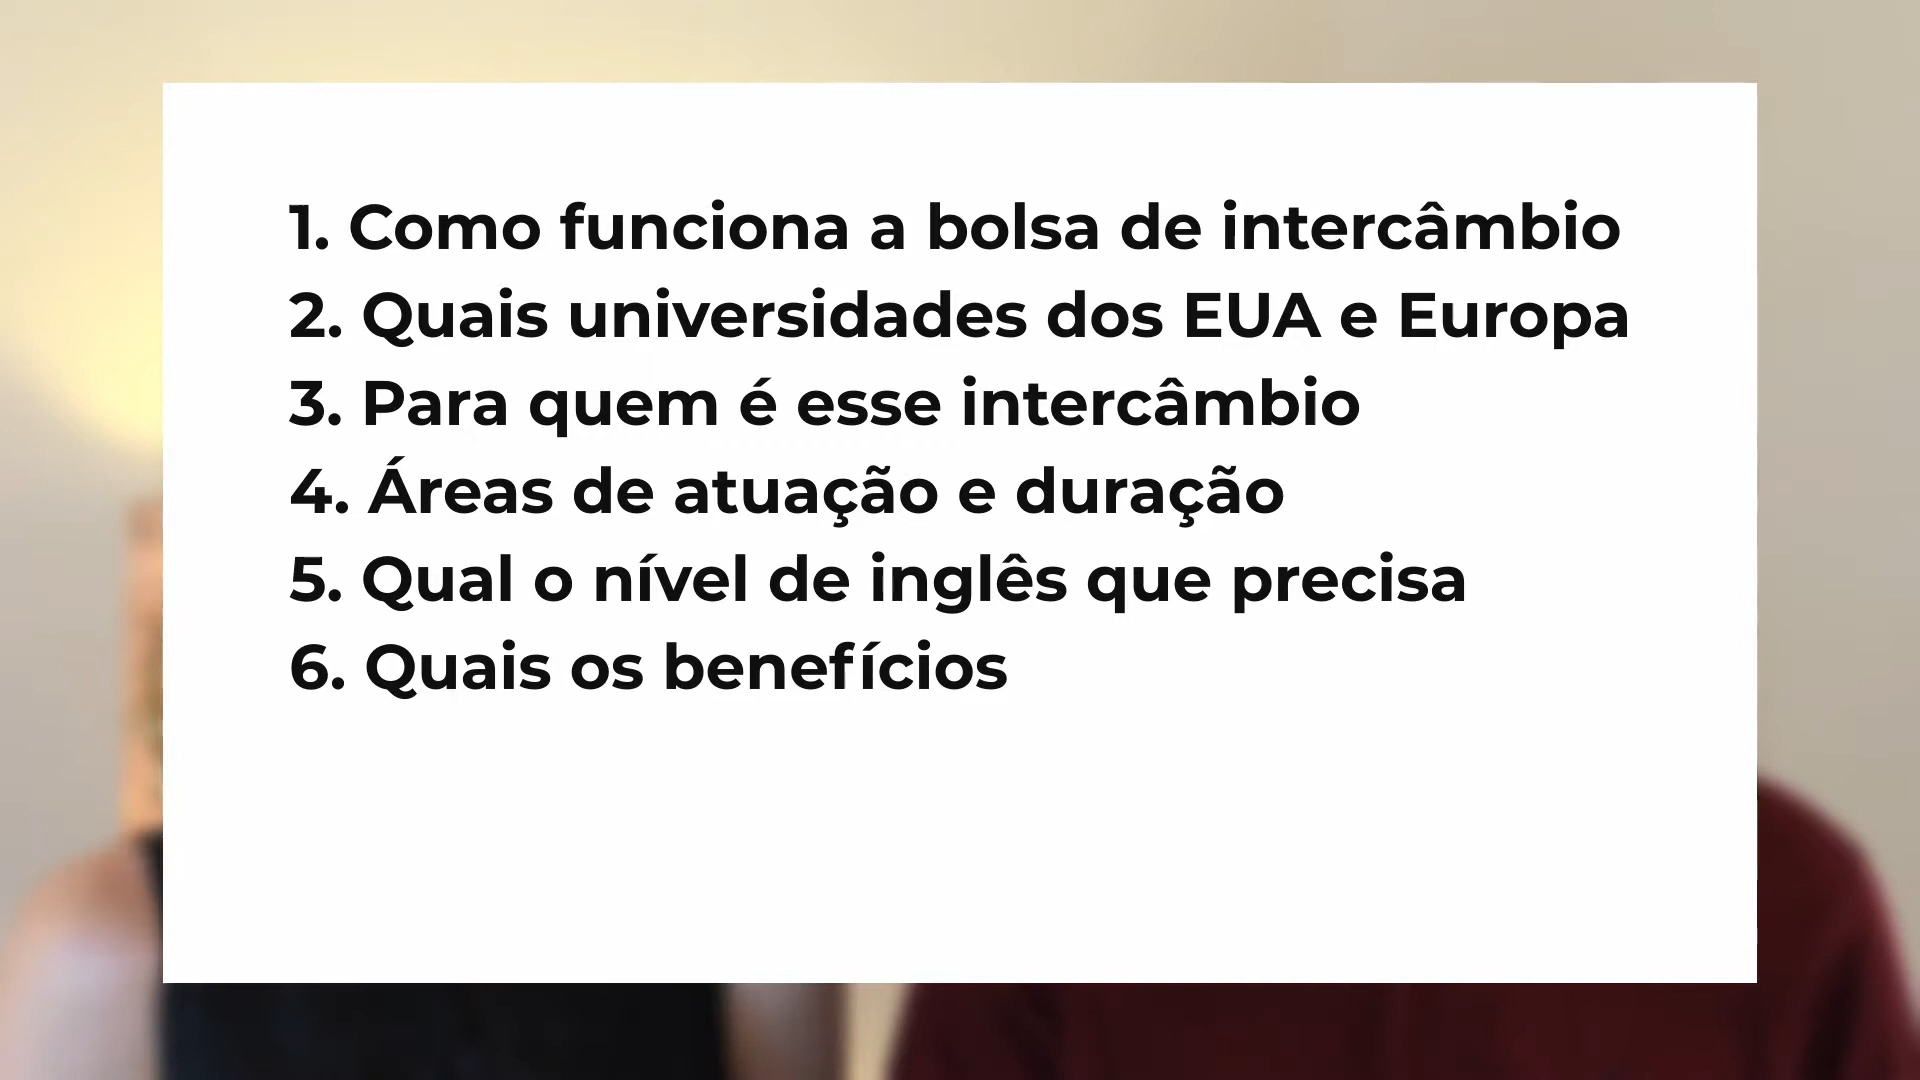 1. Como funciona a bolsa de intercâmbio
2. Quais universidades dos EUA e Europa
3. Para quem é esse intercâmbio
4. Áreas de atuação e duração
5. Qual o nível de inglês que precisa
6. Quais os benefícios